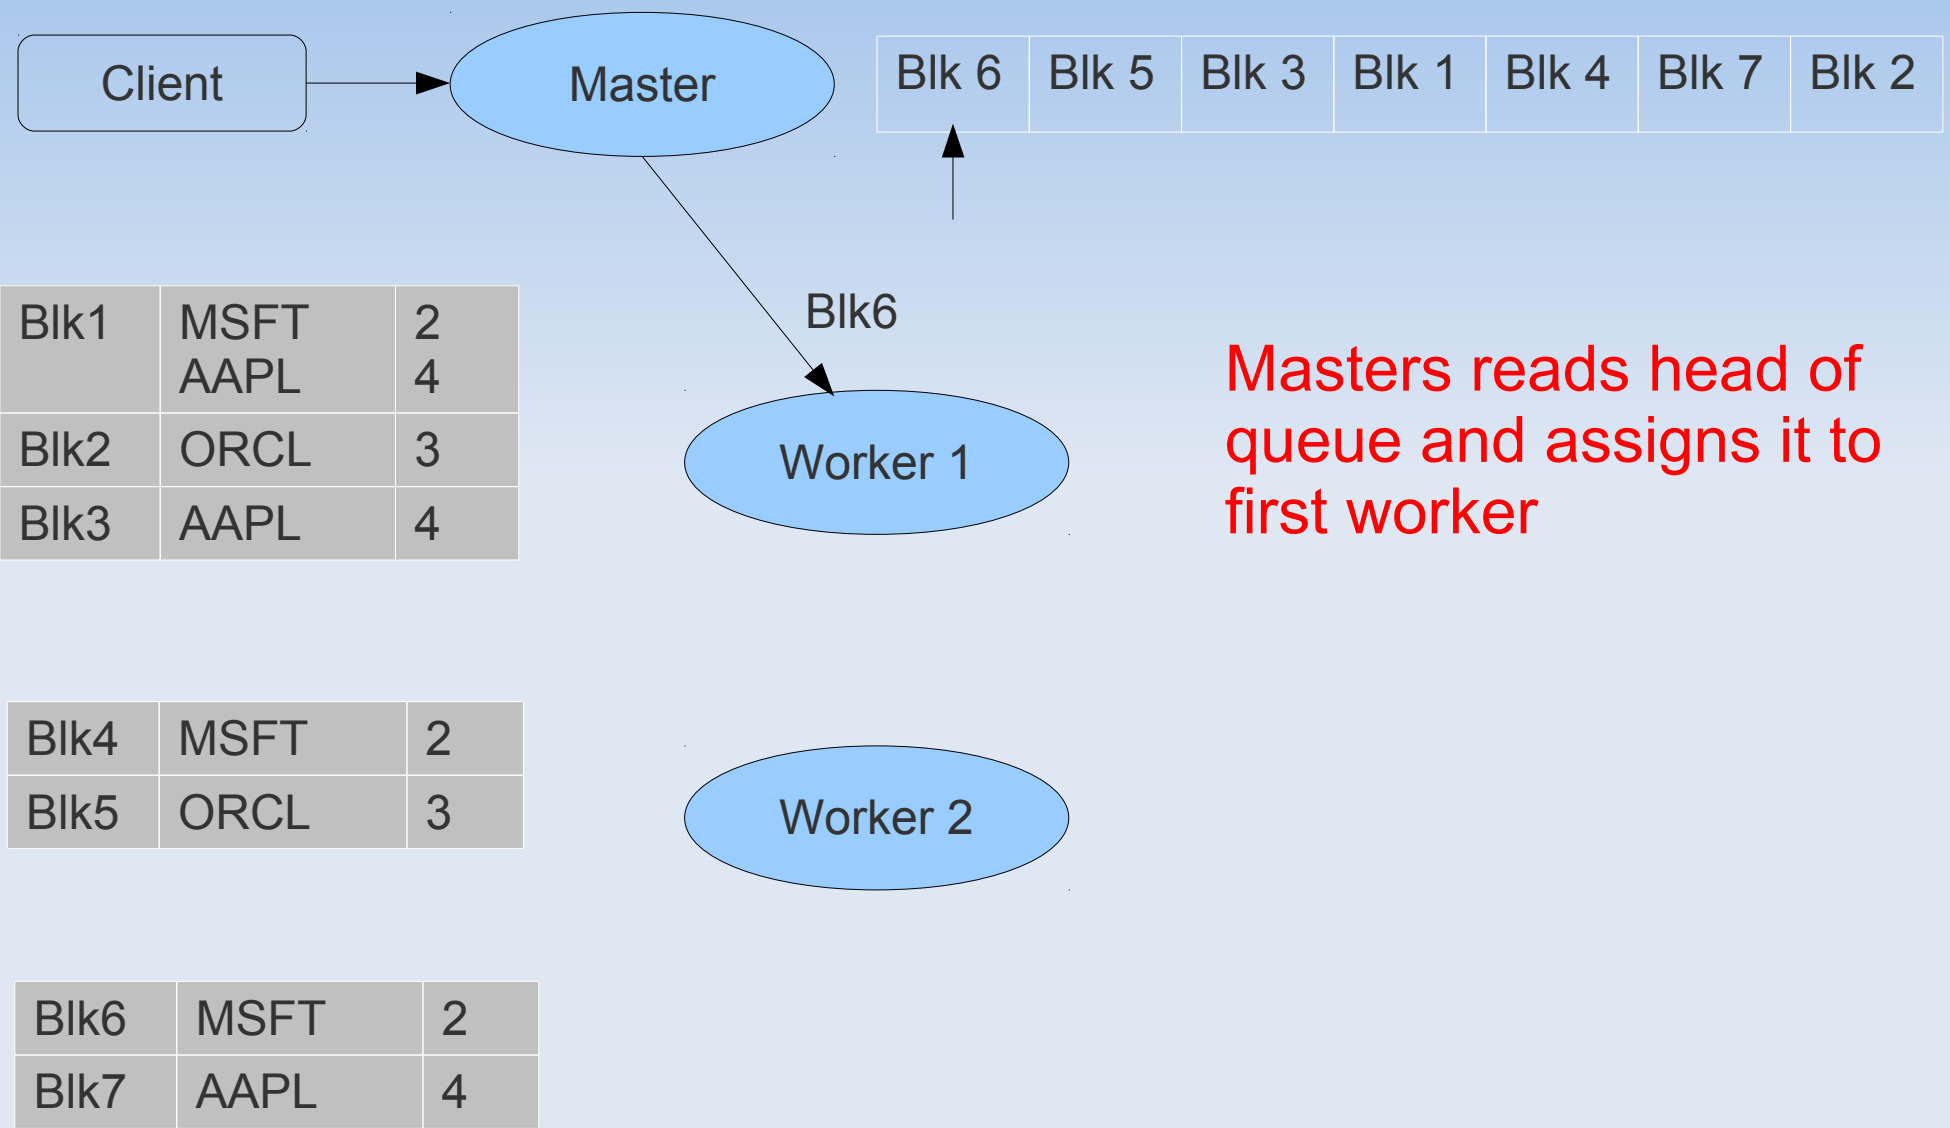 Client
Master
Blk 6 Blk 5 Blk 3 Blk 1 Blk 4 Blk 7 Blk 2
Blk6
Blk1 MSFT 2
AAPL 4
Blk2 ORCL 3
Blk3 AAPL 4
Worker 1
Masters reads head of
queue and assigns it to
first worker
Blk4 MSFT 2
Blk5 ORCL 3
Worker 2
Blk6 MSFT 2
Blk7 AAPL 4